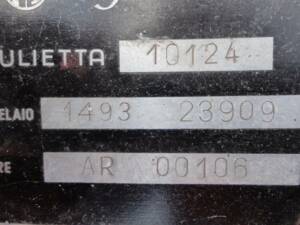 ULIETTA 10124
ELAIO 1493 23909
RE AR 00106